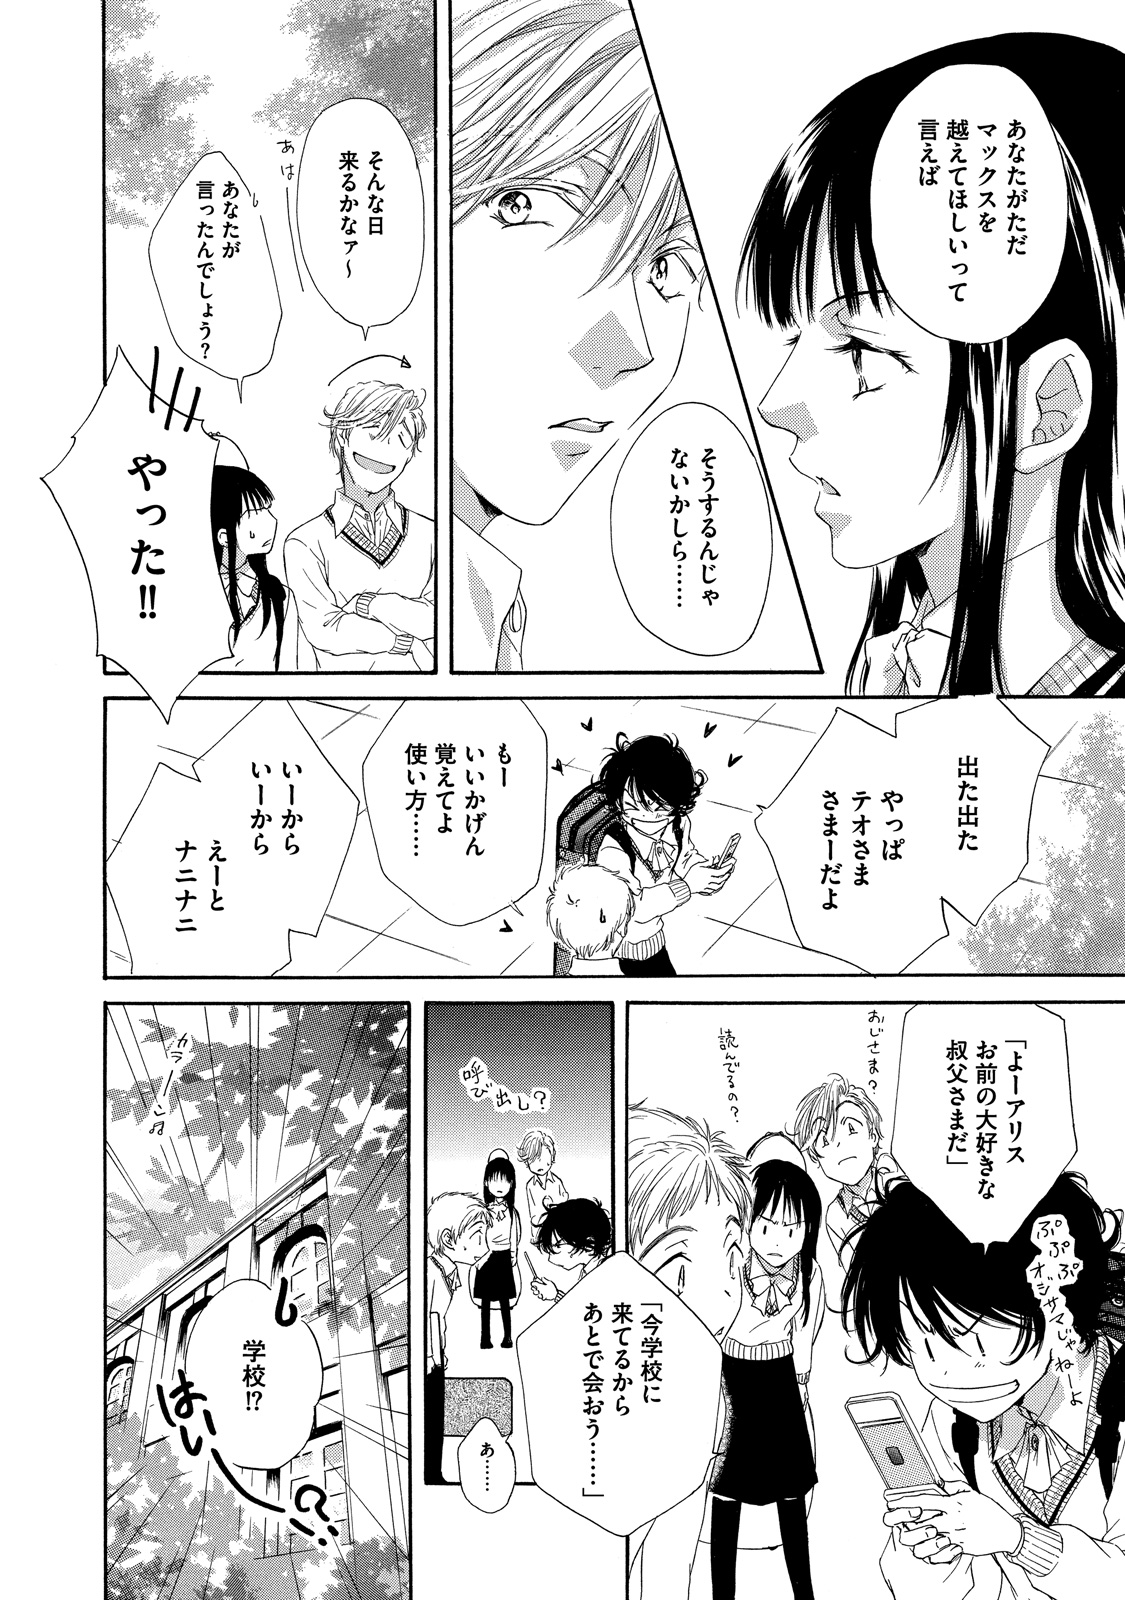 あなたがただ
マックスを
越えてほしいって
言えば
そうするんじゃ
ないかしら……
そんな日
来るかなァ〜
あは
あなたが
言ったんでしょう？
やった!!
出た出た
やっぱ
テオさま
さまーだよ
もー
いいかげん
覚えてよ
使い方……
いーから
いーから
えーと
ナニナニ
「よーアリス
お前の大好きな
叔父さまだ」
ぷぷぷ
オジサマじゃねーよ
おじさま？
読んでるの？
「今学校に
来てるから
あとで会おう……」
呼び出し？
あ……
カラーン
学校!?
はーい